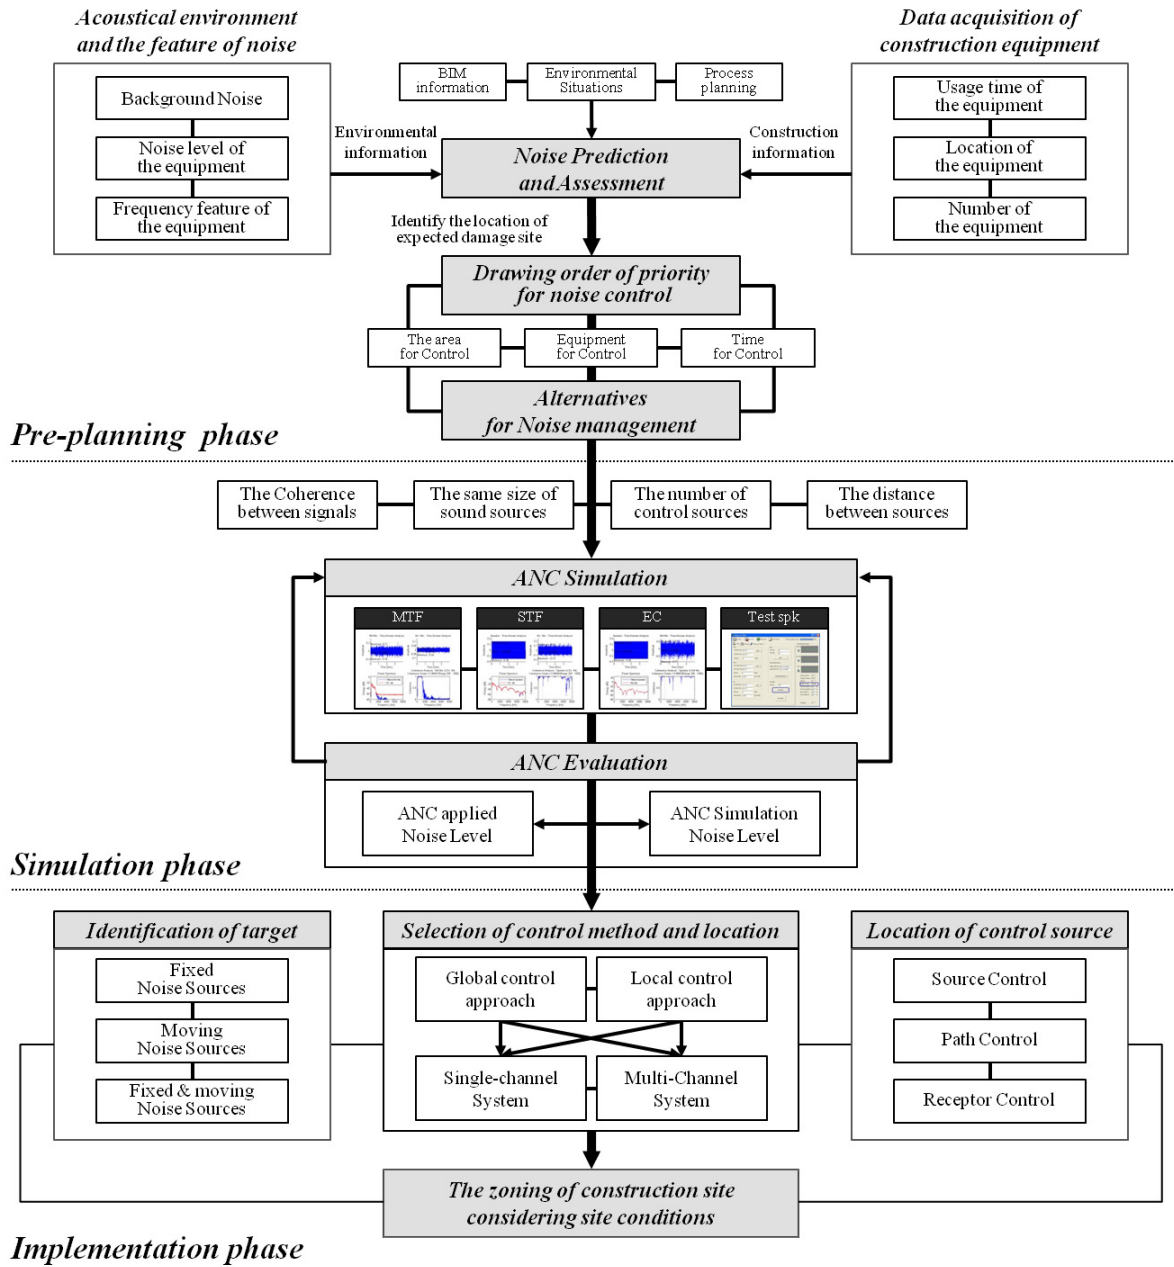 Acoustical environment
and the feature of noise
Background Noise
Noise level of
the equipment
Frequency feature of
the equipment
BIM
information
Environmental
Situations
Process
planning
Data acquisition of
construction equipment
Usage time of
the equipment
Location of
the equipment
Number of
the equipment
Environmental
information
Construction
information
Noise Prediction
and Assessment
Identify the location of
expected damage site
Drawing order of priority
for noise control
The area
for Control
Equipment
for Control
Time
for Control
Alternatives
for Noise management
Pre-planning phase
The Coherence
between signals
The same size of
sound sources
The number of
control sources
The distance
between sources
ANC Simulation
MTF
STF
EC
Test spk
ANC Evaluation
ANC applied
Noise Level
ANC Simulation
Noise Level
Simulation phase
Identification of target
Fixed
Noise Sources
Moving
Noise Sources
Fixed & moving
Noise Sources
Selection of control method and location
Global control
approach
Local control
approach
Single-channel
System
Multi-Channel
System
Location of control source
Source Control
Path Control
Receptor Control
The zoning of construction site
considering site conditions
Implementation phase